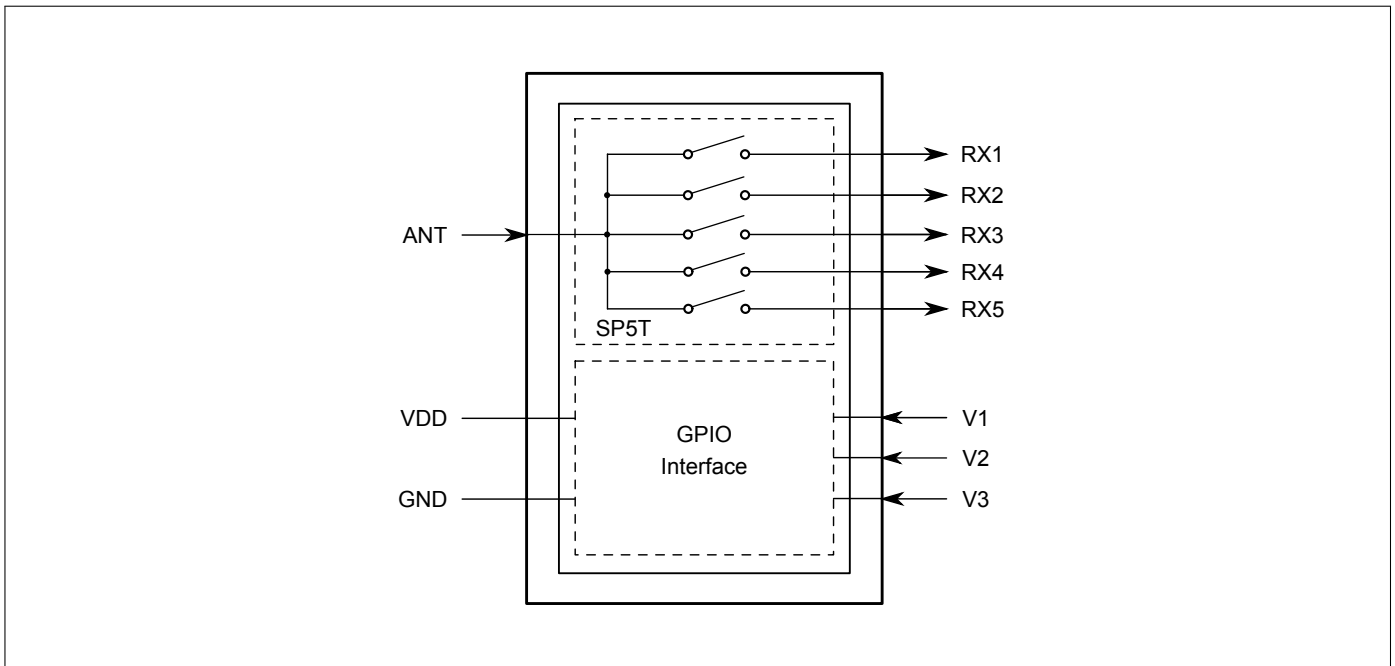 RX1
RX2
ANT
RX3
RX4
RX5
SP5T
VDD
V1
GPIO
Interface
V2
GND
V3